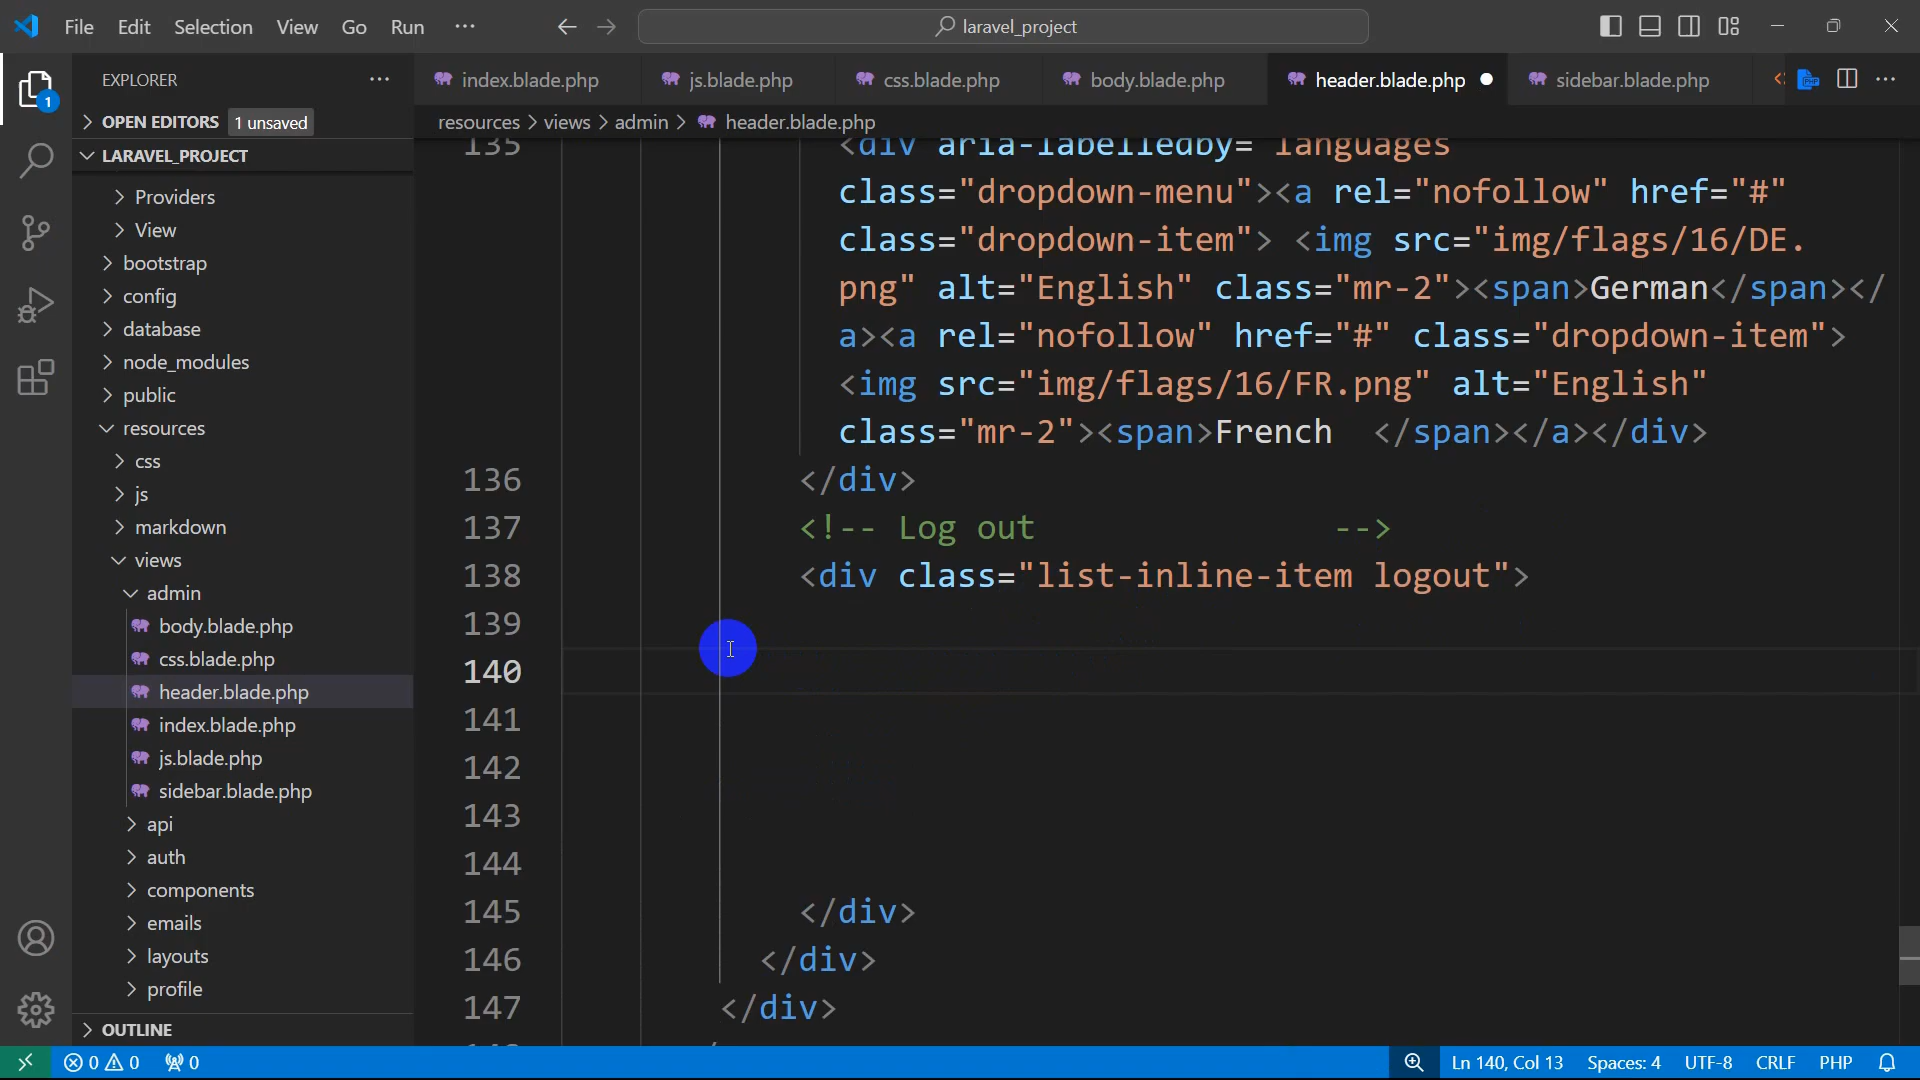 File Edit Selection View Go Run ··· laravel_project
EXPLORER ···
1
OPEN EDITORS 1 unsaved
LARAVEL_PROJECT
Providers
View
bootstrap
config
database
node_modules
public
resources
css
js
markdown
views
admin
body.blade.php
css.blade.php
header.blade.php
index.blade.php
js.blade.php
sidebar.blade.php
api
auth
components
emails
layouts
profile
OUTLINE
index.blade.php js.blade.php css.blade.php body.blade.php header.blade.php sidebar.blade.php
resources > views > admin > header.blade.php
135 <div aria-labelledby="languages"
class="dropdown-menu"><a rel="nofollow" href="#"
class="dropdown-item"> <img src="img/flags/16/DE.
png" alt="English" class="mr-2"><span>German</span></
a><a rel="nofollow" href="#" class="dropdown-item">
<img src="img/flags/16/FR.png" alt="English"
class="mr-2"><span>French  </span></a></div>
136 </div>
137 <!-- Log out               -->
138 <div class="list-inline-item logout">
139
140
141
142
143
144
145 </div>
146 </div>
147 </div>
0 0 0 Ln 140, Col 13 Spaces: 4 UTF-8 CRLF PHP